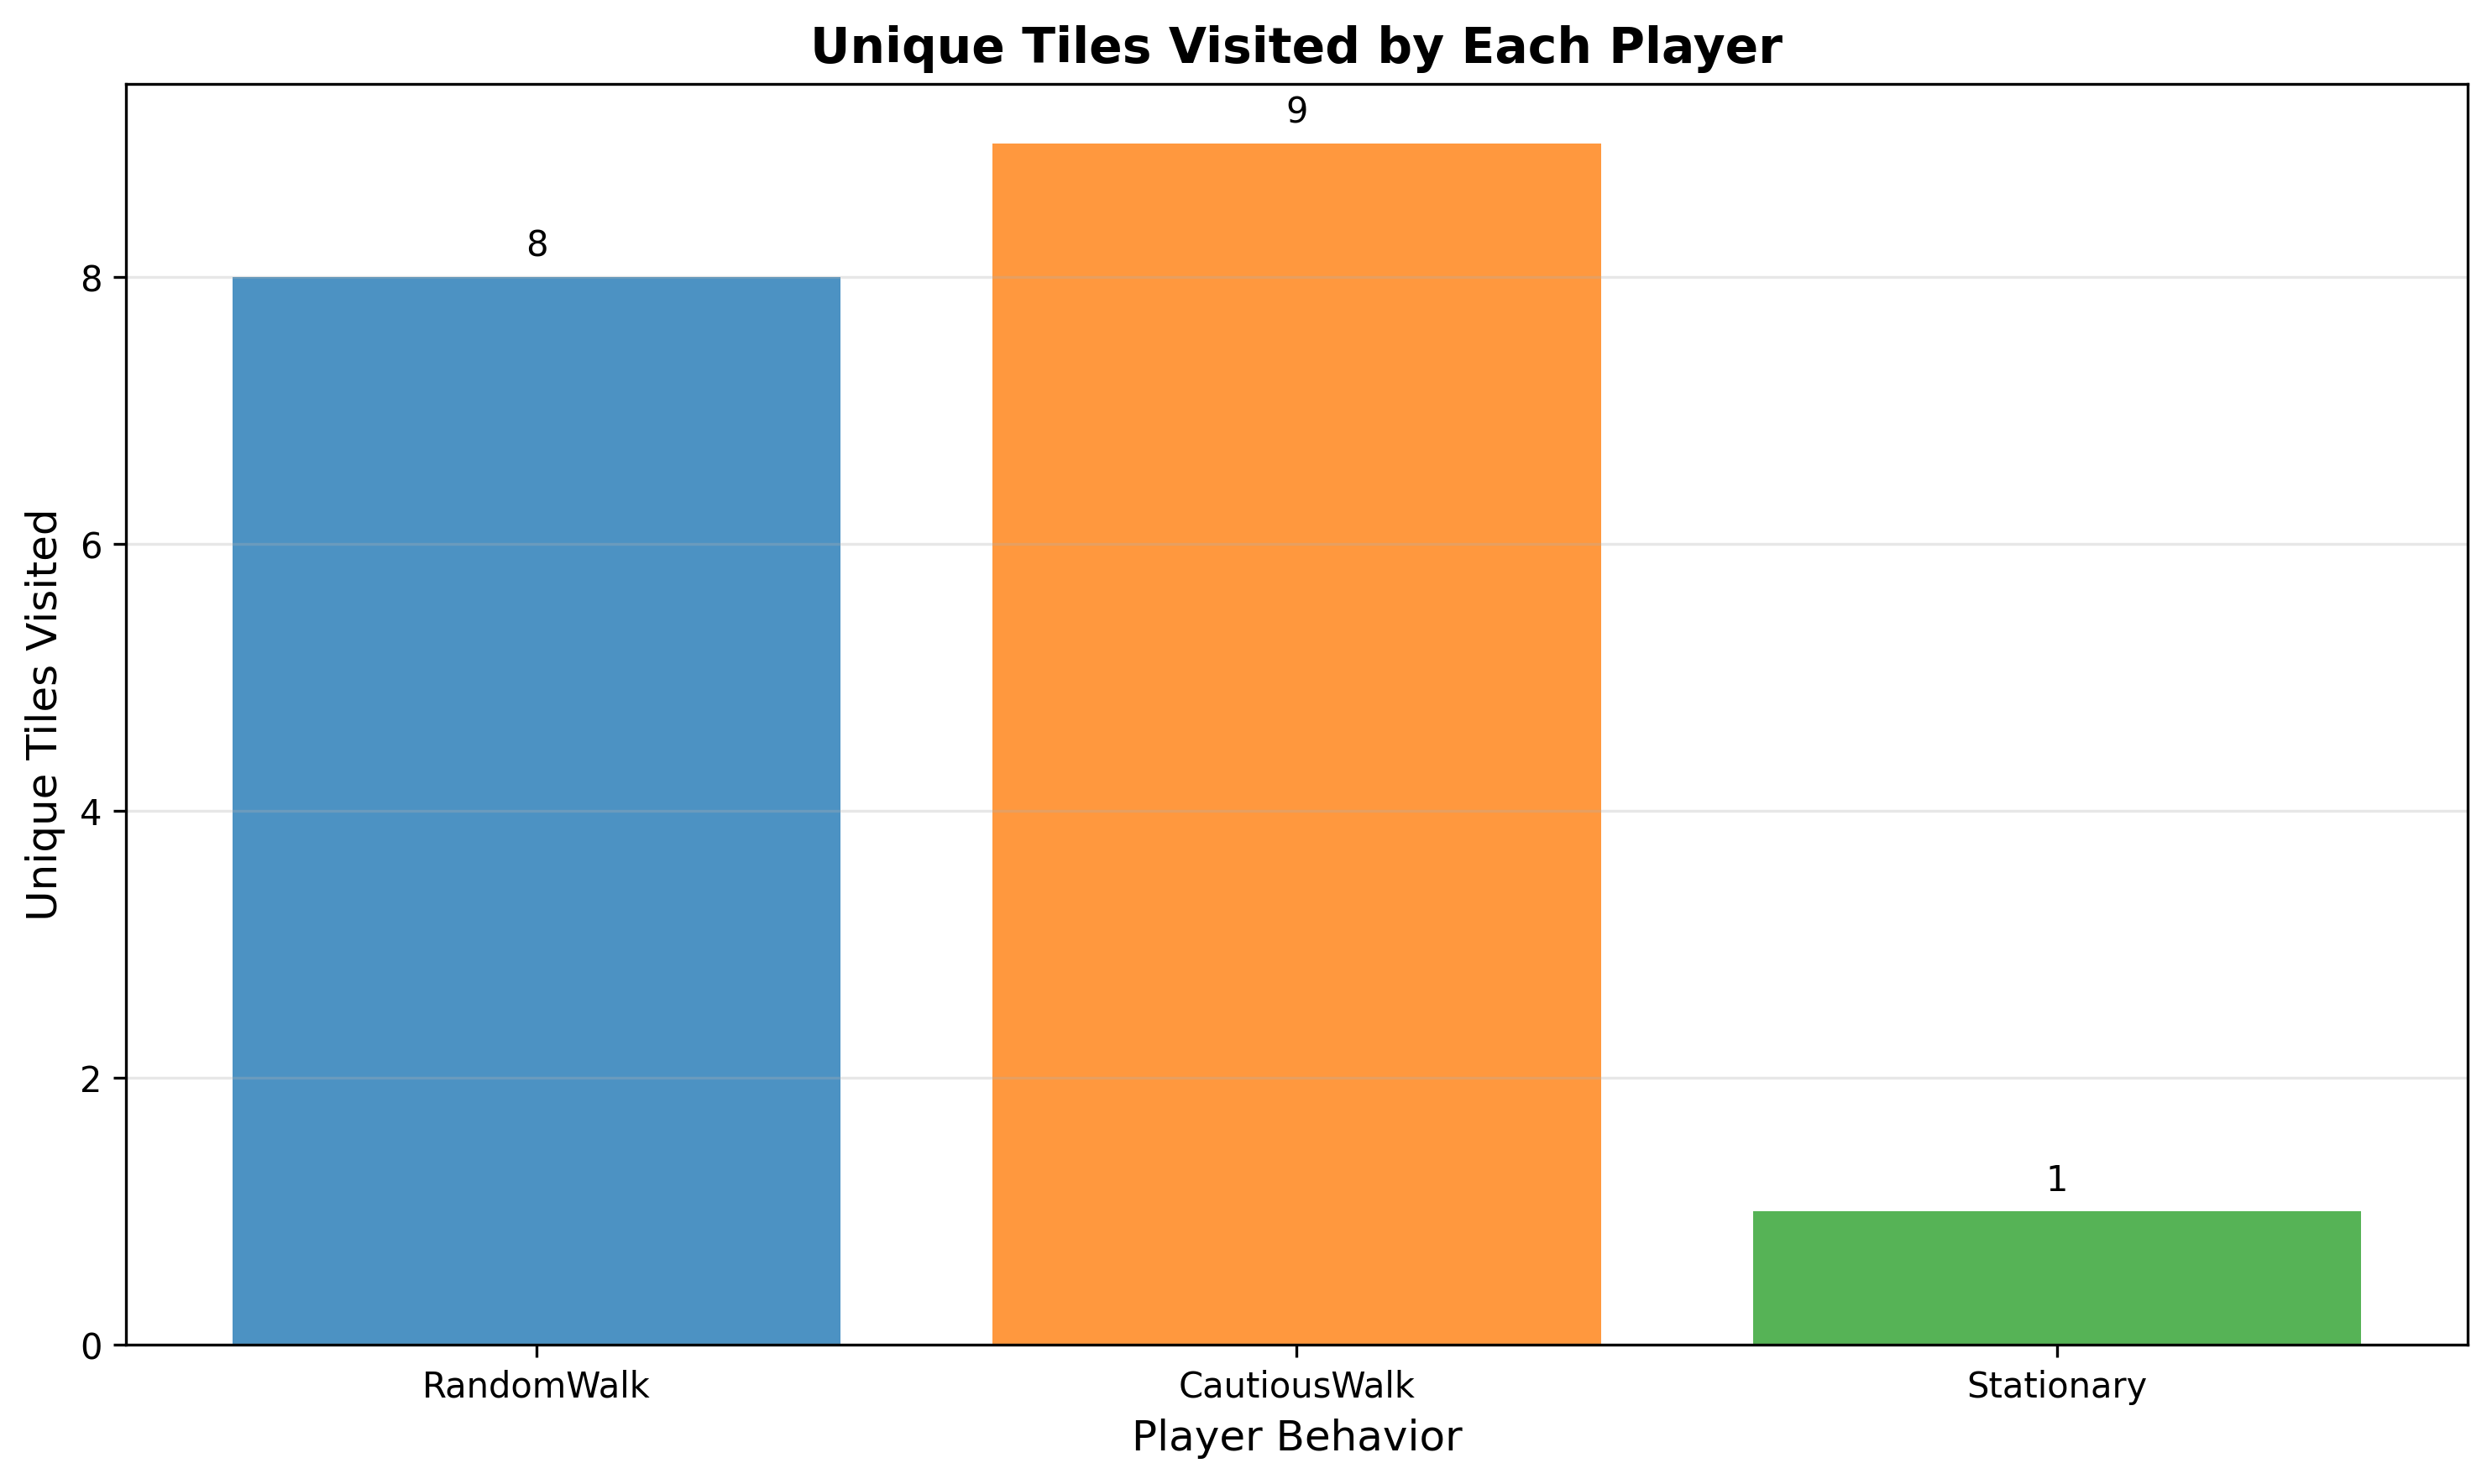 Unique Tiles Visited by Each Player
9
8
8
6
4
2
1
0
Unique Tiles Visited
RandomWalk
CautiousWalk
Stationary
Player Behavior